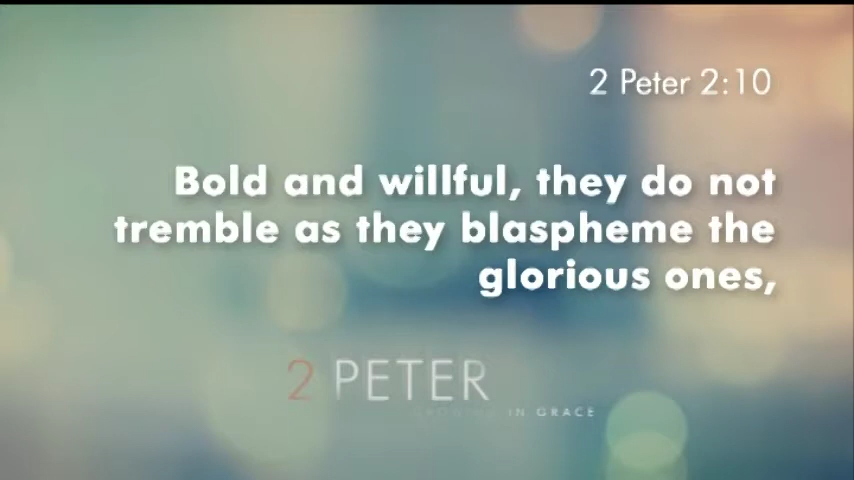 2 Peter 2:10
Bold and willful, they do not
tremble as they blaspheme the
glorious ones,
2 PETER
GROWING IN GRACE